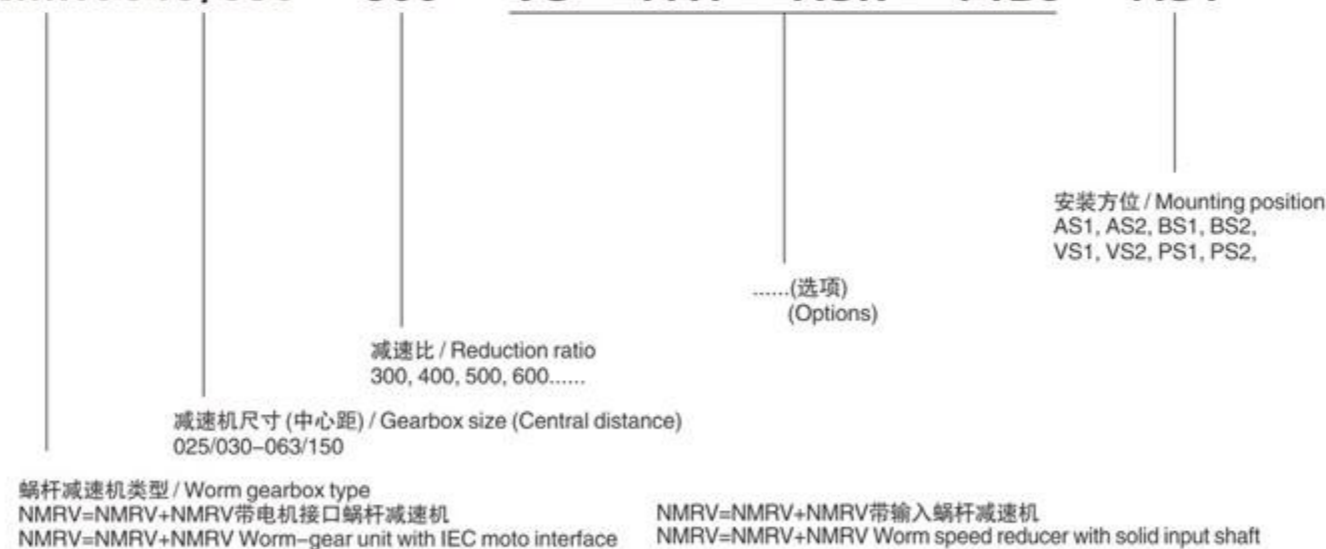 安装方位 / Mounting position
AS1, AS2, BS1, BS2,
VS1, VS2, PS1, PS2,
......(选项)
(Options)
减速比 / Reduction ratio
300, 400, 500, 600......
减速机尺寸 (中心距) / Gearbox size (Central distance)
025/030–063/150
蜗杆减速机类型 / Worm gearbox type
NMRV=NMRV+NMRV带电机接口蜗杆减速机
NMRV=NMRV+NMRV Worm–gear unit with IEC moto interface
NMRV=NMRV+NMRV带输入蜗杆减速机
NMRV=NMRV+NMRV Worm speed reducer with solid input shaft